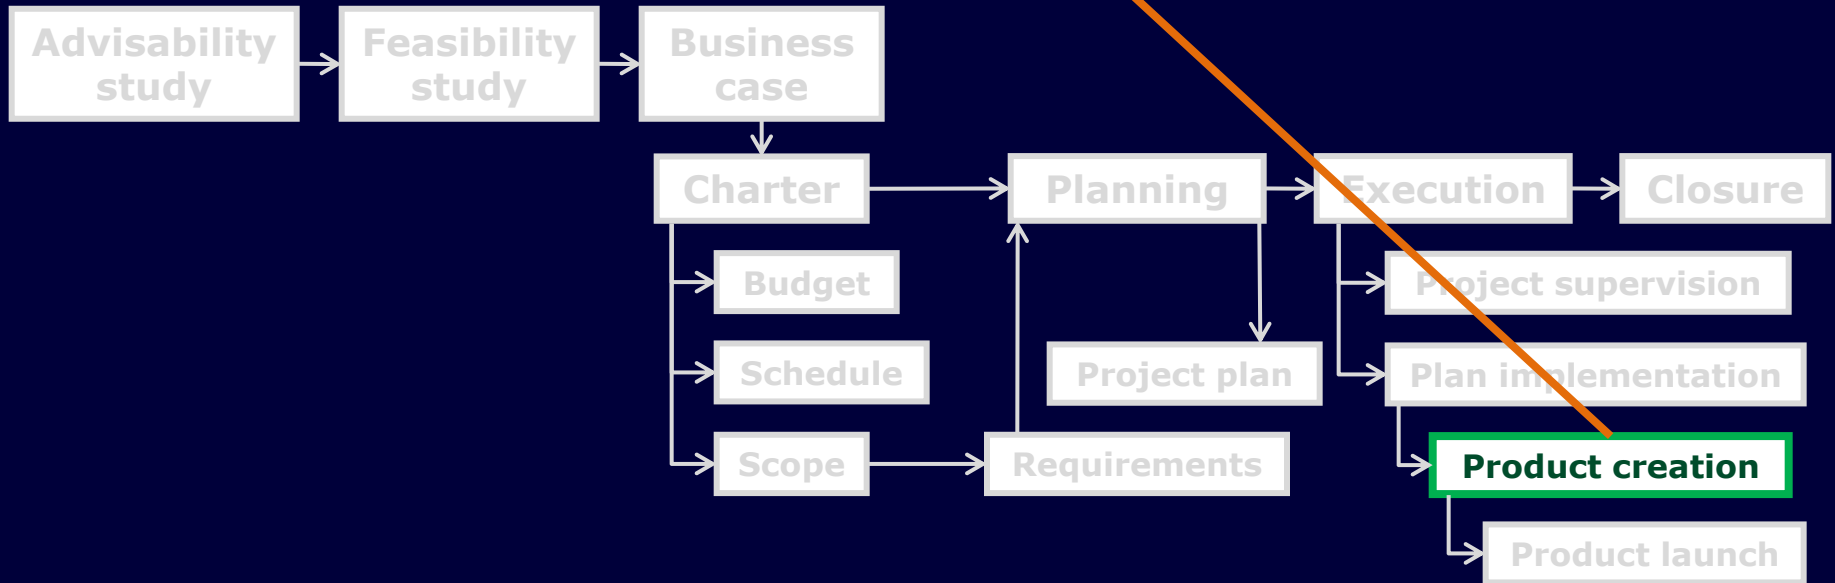 Advisability
study
Feasibility
study
Business
case
Charter
Planning
Execution
Closure
Budget
Project supervision
Schedule
Project plan
Plan implementation
Scope
Requirements
Product creation
Product launch